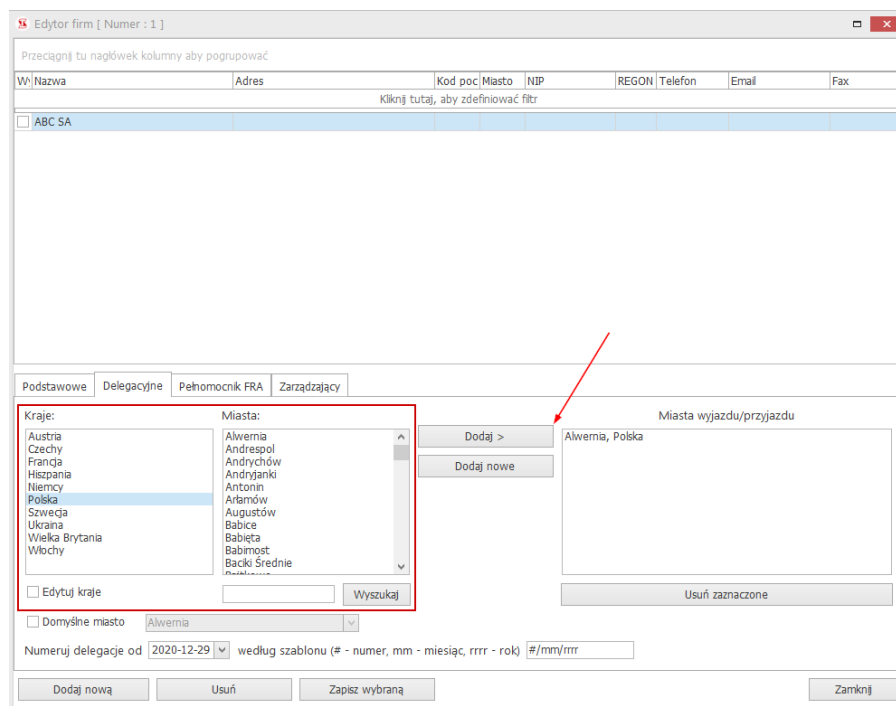 Edytor firm [ Numer : 1 ]
Przeciągnij tu nagłówek kolumny aby pogrupować
Wy Nazwa Adres Kod poc Miasto NIP REGON Telefon Email Fax
Kliknij tutaj, aby zdefiniować filtr
ABC SA
Podstawowe Delegacyjne Pełnomocnik FRA Zarządzający
Kraje: Miasta: Miasta wyjazdu/przyjazdu
Austria Alwernia Dodaj > Alwernia, Polska
Czechy Andrespol
Francja Andrychów
Hiszpania Andryjanki Dodaj nowe
Niemcy Antonin
Polska Arłamów
Szwecja Augustów
Ukraina Babice
Wielka Brytania Babięta
Włochy Babimost
Baciki Średnie
Edytuj kraje Wyszukaj Usuń zaznaczone
Domyślne miasto Alwernia
Numeruj delegacje od 2020-12-29 według szablonu (# - numer, mm - miesiąc, rrrr - rok) #/mm/rrrr
Dodaj nową Usuń Zapisz wybraną Zamknij